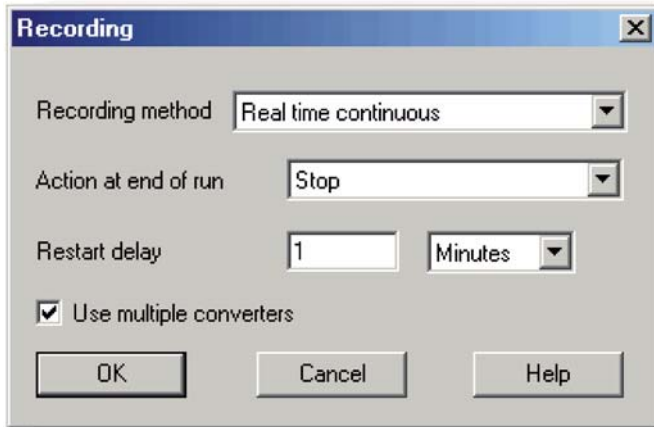 Recording
Recording method Real time continuous
Action at end of run Stop
Restart delay 1 Minutes
Use multiple converters
OK Cancel Help